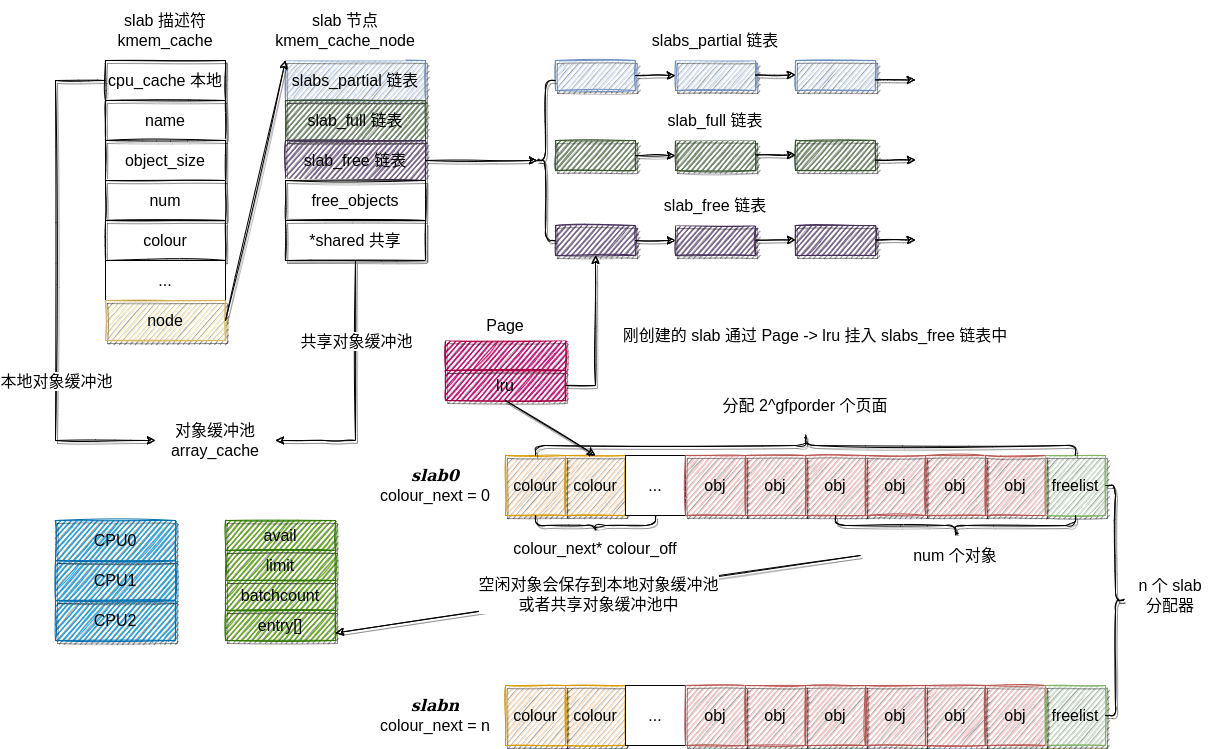 slab 描述符
kmem_cache
cpu_cache 本地
name
object_size
num
colour
...
node
slab 节点
kmem_cache_node
slabs_partial 链表
slab_full 链表
slab_free 链表
free_objects
*shared 共享
slabs_partial 链表
slab_full 链表
slab_free 链表
共享对象缓冲池
本地对象缓冲池
对象缓冲池
array_cache
Page
lru
刚创建的 slab 通过 Page -> lru 挂入 slabs_free 链表中
分配 2^gfporder 个页面
slab0
colour_next = 0
colour colour ... obj obj obj obj obj obj freelist
colour_next* colour_off
num 个对象
空闲对象会保存到本地对象缓冲池
或者共享对象缓冲池中
n 个 slab
分配器
CPU0
CPU1
CPU2
avail
limit
batchcount
entry[]
slabn
colour_next = n
colour colour ... obj obj obj obj obj obj freelist